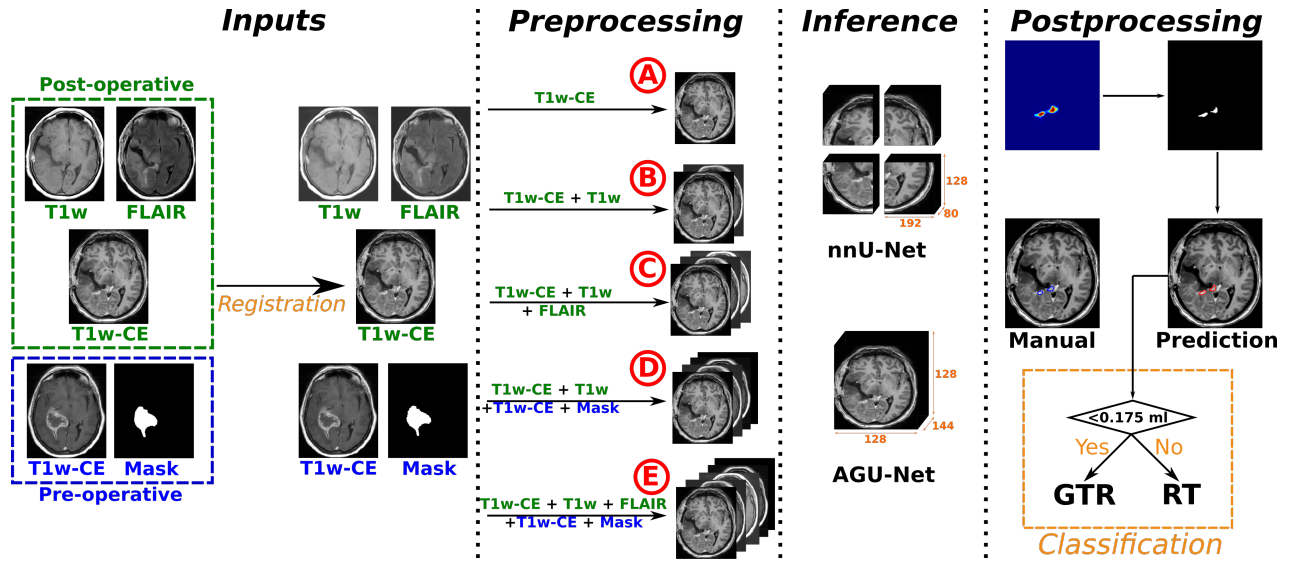 Inputs
Preprocessing
Inference
Postprocessing
Post-operative
T1w
FLAIR
T1w-CE
T1w-CE
Mask
Pre-operative
Registration
T1w
FLAIR
T1w-CE
T1w-CE
Mask
A
T1w-CE
B
T1w-CE + T1w
C
T1w-CE + T1w
+ FLAIR
D
T1w-CE + T1w
+T1w-CE + Mask
E
T1w-CE + T1w + FLAIR
+T1w-CE + Mask
128
80
192
nnU-Net
128
144
128
AGU-Net
Manual
Prediction
<0.175 ml
Yes
No
GTR
RT
Classification